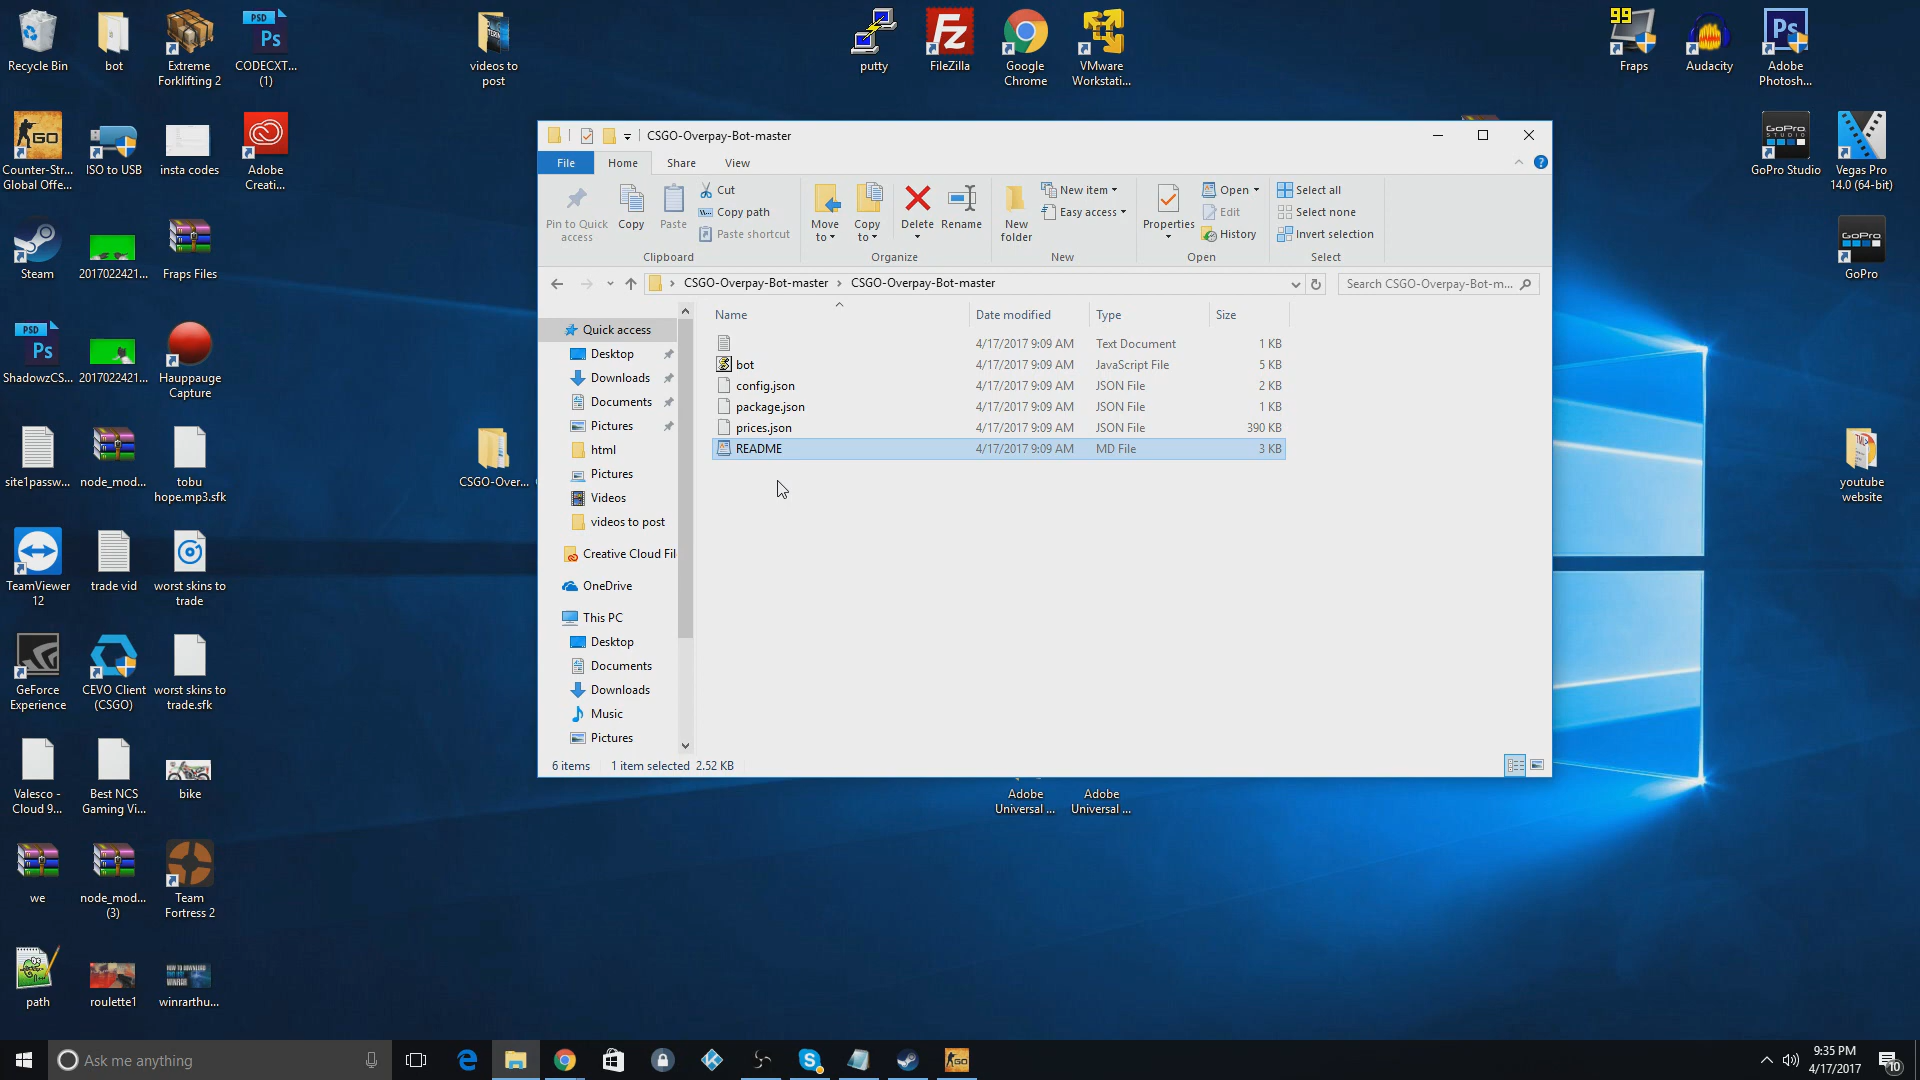 Recycle Bin
bot
Extreme
Forklifting 2
PSD
Ps
CODECXT...
(1)
videos to
post
putty
FileZilla
Google
Chrome
VMware
Workstati...
99
Fraps
Audacity
Adobe
Photosh...
Counter-Str...
Global Offe...
ISO to USB
insta codes
Adobe
Creati...
GoPro Studio
Vegas Pro
14.0 (64-bit)
Steam
2017022421...
Fraps Files
GoPro
PSD
Ps
ShadowzCS...
2017022421...
Hauppauge
Capture
site1passw...
node_mod...
tobu
hope.mp3.sfk
CSGO-Over...
youtube
website
TeamViewer
12
trade vid
worst skins to
trade
GeForce
Experience
CEVO Client
(CSGO)
worst skins to
trade.sfk
Valesco -
Cloud 9...
Best NCS
Gaming Vi...
bike
Adobe
Universal ...
Adobe
Universal ...
we
node_mod...
(3)
Team
Fortress 2
path
roulette1
winrarthu...
CSGO-Overpay-Bot-master
File
Home
Share
View
Pin to Quick
access
Copy
Paste
Cut
Copy path
Paste shortcut
Clipboard
Move
to
Copy
to
Delete
Rename
Organize
New
folder
New item
Easy access
New
Properties
Open
Edit
History
Open
Select all
Select none
Invert selection
Select
CSGO-Overpay-Bot-master
CSGO-Overpay-Bot-master
Search CSGO-Overpay-Bot-m...
Quick access
Desktop
Downloads
Documents
Pictures
html
Pictures
Videos
videos to post
Creative Cloud Fil
OneDrive
This PC
Desktop
Documents
Downloads
Music
Pictures
Name Date modified Type Size
4/17/2017 9:09 AM Text Document 1 KB
bot 4/17/2017 9:09 AM JavaScript File 5 KB
config.json 4/17/2017 9:09 AM JSON File 2 KB
package.json 4/17/2017 9:09 AM JSON File 1 KB
prices.json 4/17/2017 9:09 AM JSON File 390 KB
README 4/17/2017 9:09 AM MD File 3 KB
6 items 1 item selected 2.52 KB
Ask me anything
9:35 PM
4/17/2017
10